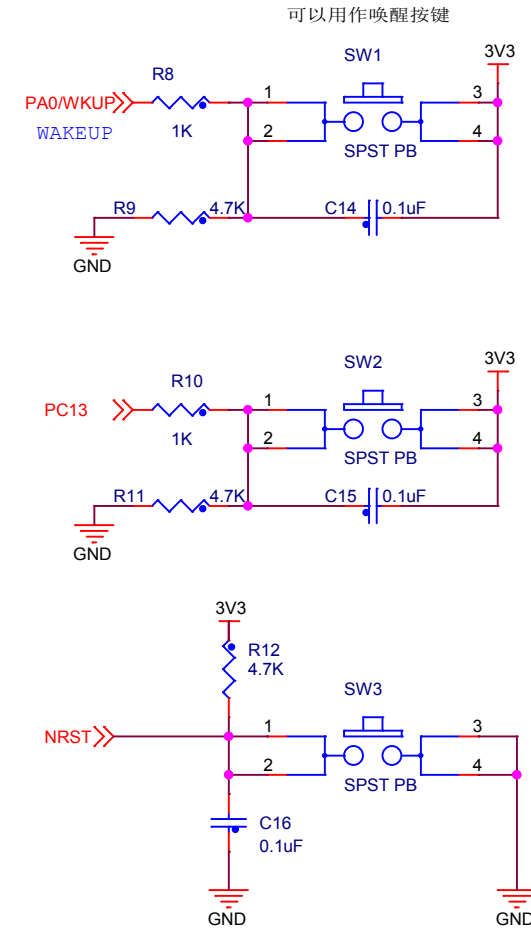 可以用作唤醒按键
SW1
3V3
R8
1
3
PA0/WKUP
WAKEUP
1K
2
4
SPST PB
R9
4.7K
C14
0.1uF
GND
SW2
3V3
R10
1
3
PC13
1K
2
4
SPST PB
R11
4.7K
C15
0.1uF
GND
3V3
R12
4.7K
SW3
NRST
1
3
2
4
SPST PB
C16
0.1uF
GND
GND